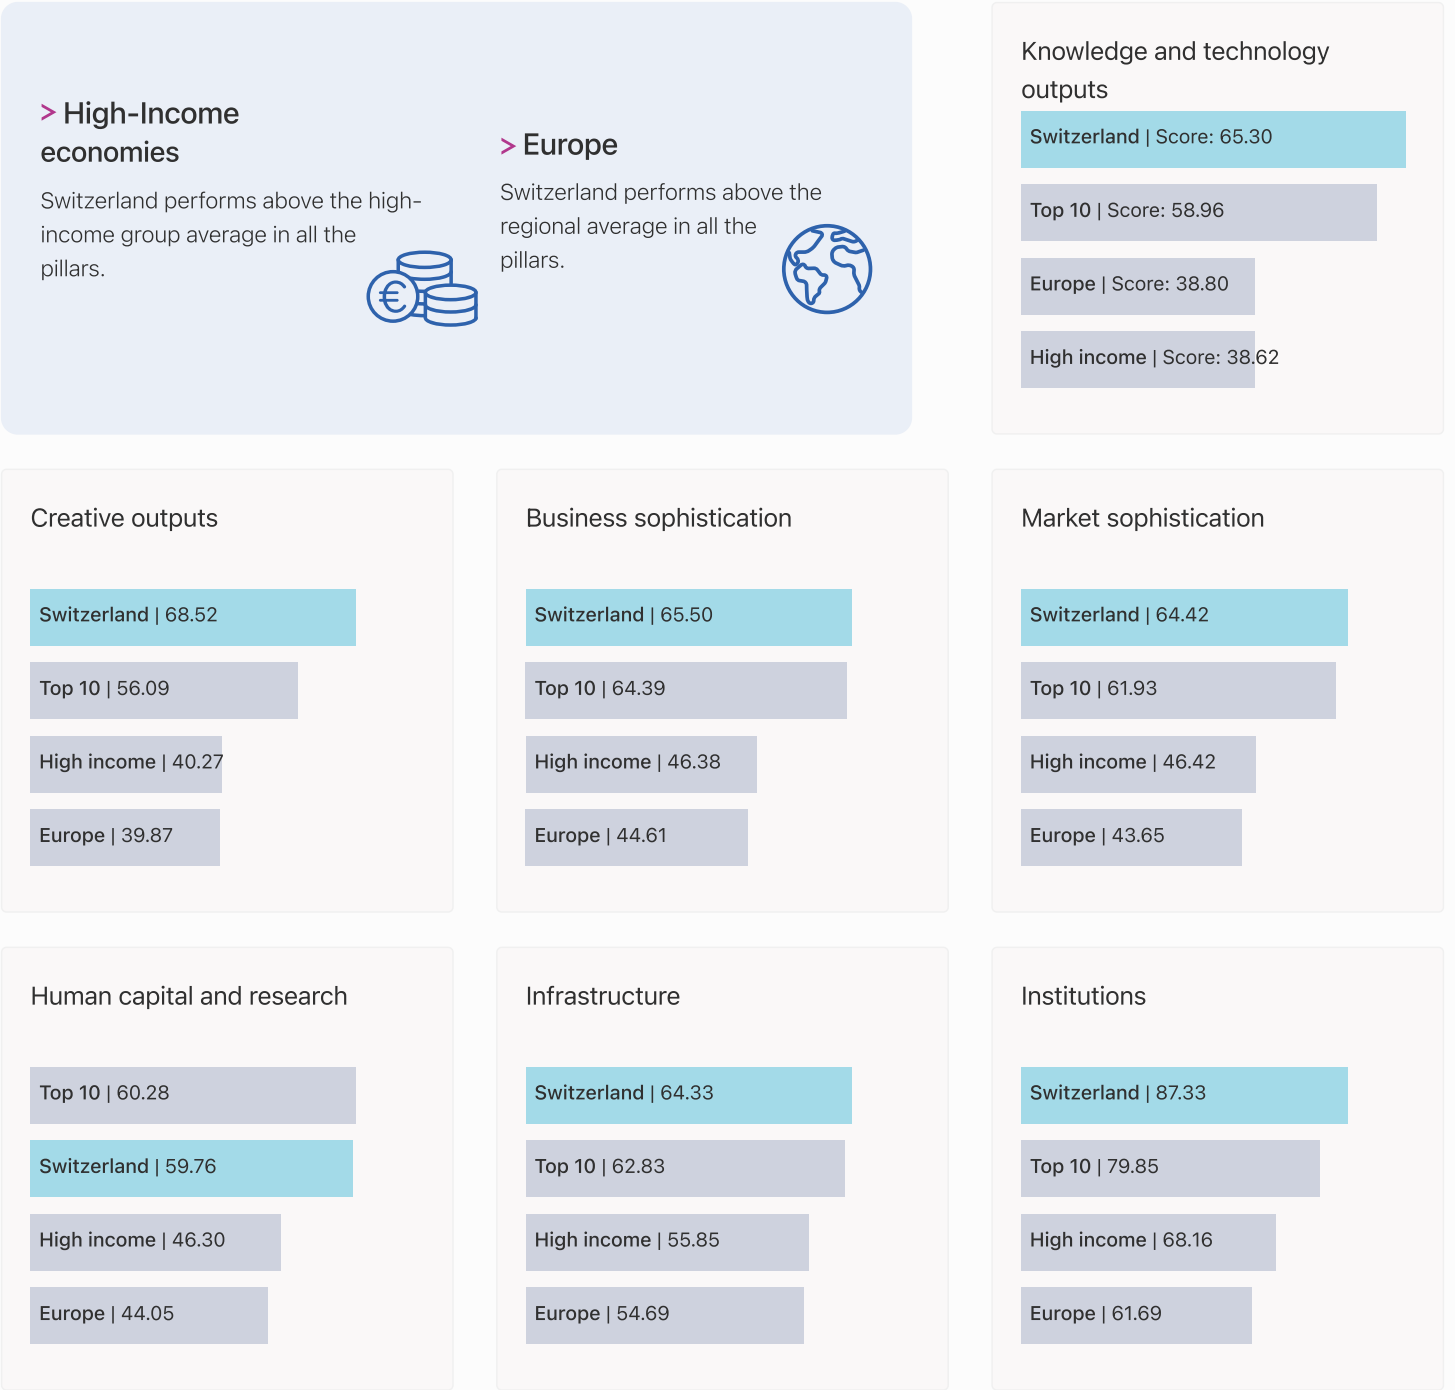 > High-Income
economies
Switzerland performs above the high-
income group average in all the
pillars.
> Europe
Switzerland performs above the
regional average in all the
pillars.
Knowledge and technology
outputs
Switzerland | Score: 65.30
Top 10 | Score: 58.96
Europe | Score: 38.80
High income | Score: 38.62
Creative outputs
Switzerland | 68.52
Top 10 | 56.09
High income | 40.27
Europe | 39.87
Business sophistication
Switzerland | 65.50
Top 10 | 64.39
High income | 46.38
Europe | 44.61
Market sophistication
Switzerland | 64.42
Top 10 | 61.93
High income | 46.42
Europe | 43.65
Human capital and research
Top 10 | 60.28
Switzerland | 59.76
High income | 46.30
Europe | 44.05
Infrastructure
Switzerland | 64.33
Top 10 | 62.83
High income | 55.85
Europe | 54.69
Institutions
Switzerland | 87.33
Top 10 | 79.85
High income | 68.16
Europe | 61.69